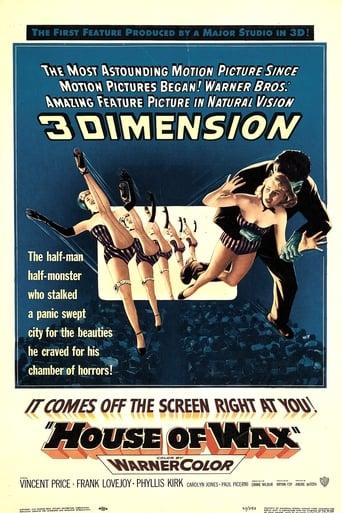 THE FIRST FEATURE PRODUCED BY A MAJOR STUDIO IN 3D!
THE MOST ASTOUNDING MOTION PICTURE SINCE
MOTION PICTURES BEGAN! WARNER BROS.'
AMAZING FEATURE PICTURE IN NATURAL VISION
3 DIMENSION
The half-man
half-monster
who stalked
a panic swept
city for the beauties
he craved for his
chamber of horrors!
IT COMES OFF THE SCREEN RIGHT AT YOU!
"HOUSE OF WAX"
COLOR BY
WARNERCOLOR
VINCENT PRICE • FRANK LOVEJOY • PHYLLIS KIRK
CAROLYN JONES • PAUL PICERNI